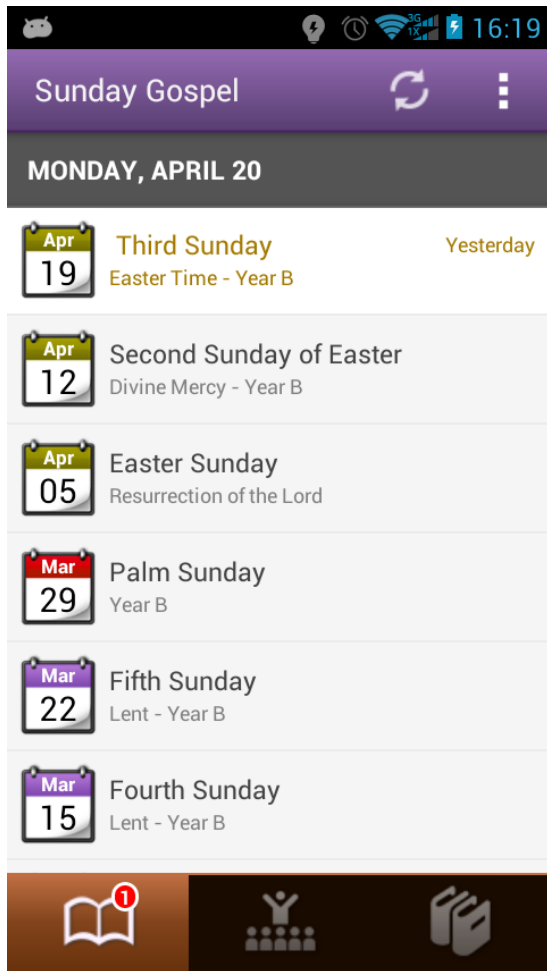 3G
1X
16:19
Sunday Gospel
MONDAY, APRIL 20
Apr
19
Third Sunday
Yesterday
Easter Time - Year B
Apr
12
Second Sunday of Easter
Divine Mercy - Year B
Apr
05
Easter Sunday
Resurrection of the Lord
Mar
29
Palm Sunday
Year B
Mar
22
Fifth Sunday
Lent - Year B
Mar
15
Fourth Sunday
Lent - Year B
1